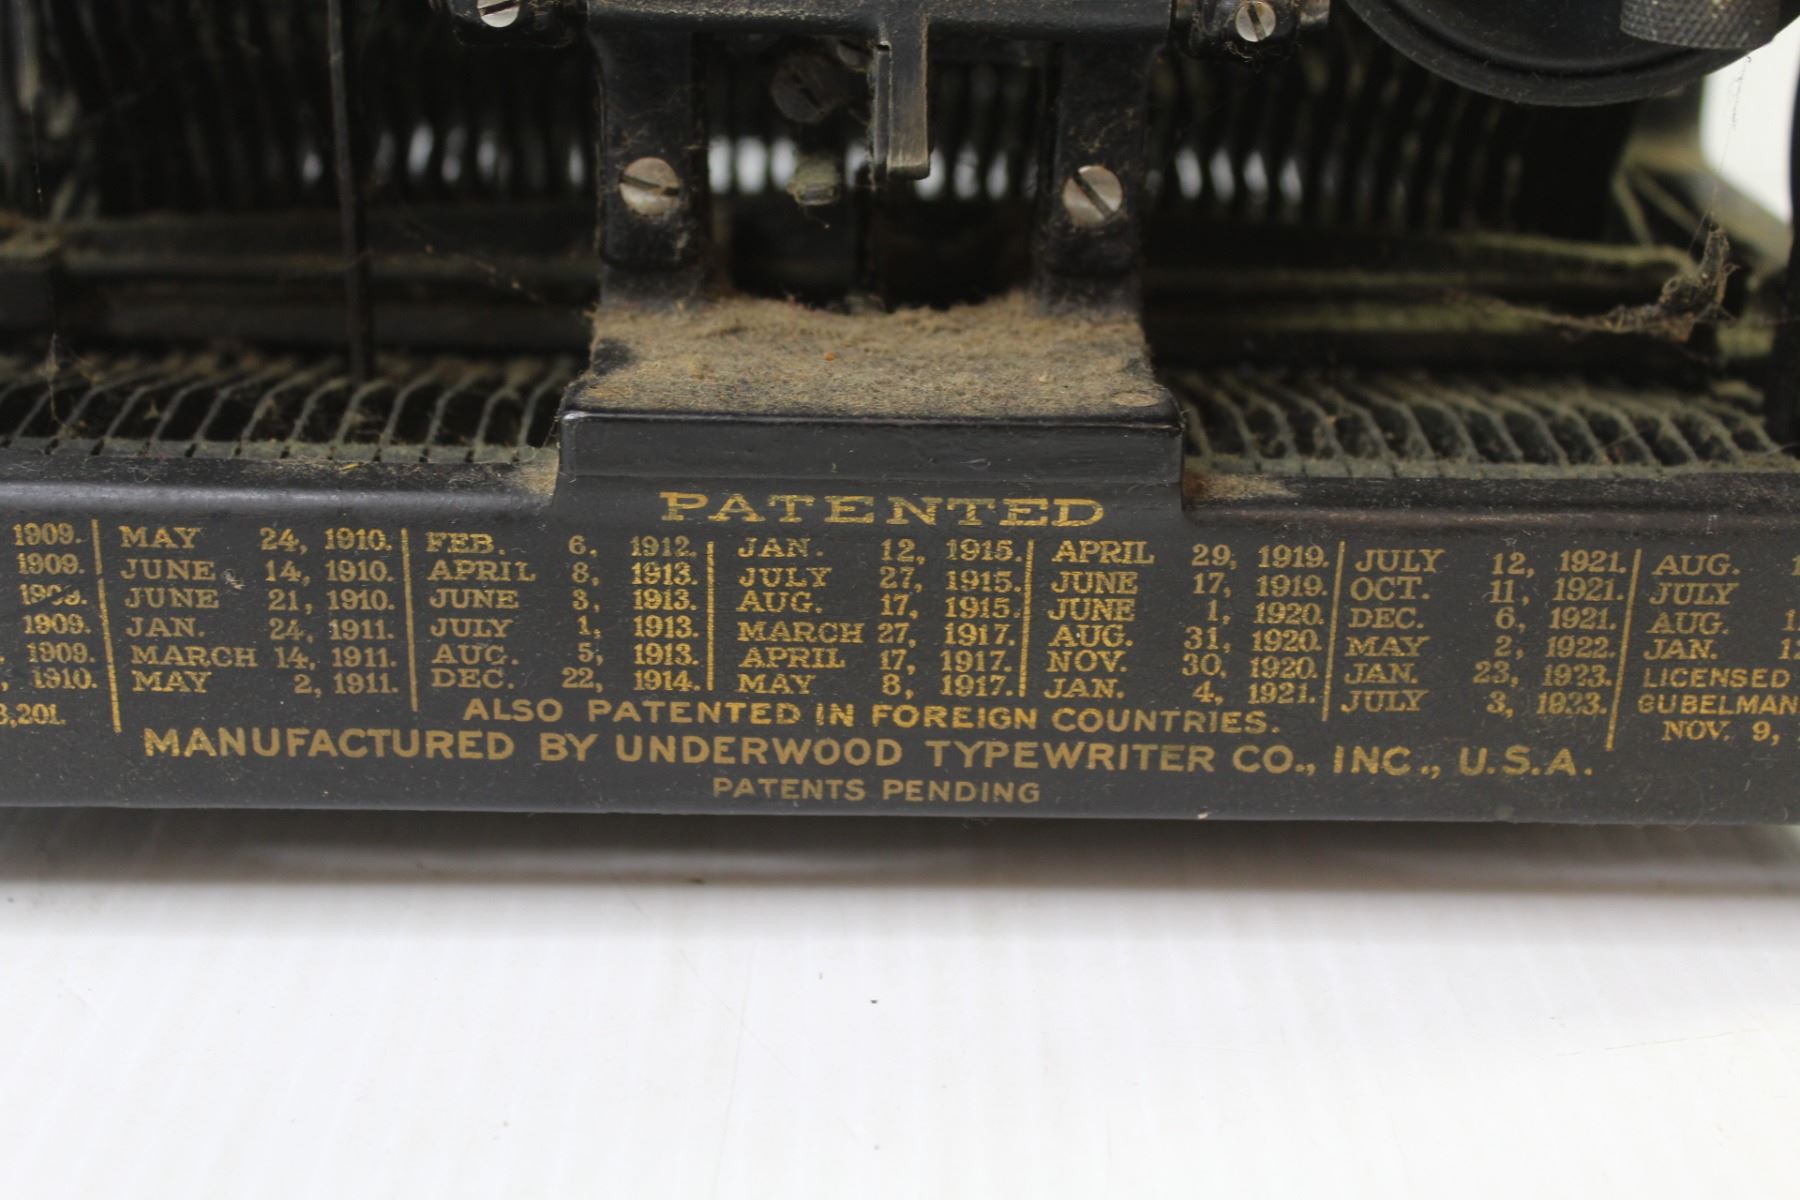 PATENTED
1909. MAY 24, 1910. FEB. 6, 1912. JAN. 12, 1915. APRIL 29, 1919. JULY 12, 1921. AUG.
1909. JUNE 14, 1910. APRIL 8, 1913. JULY 27, 1915. JUNE 17, 1919. OCT. 11, 1921. JULY
1909. JUNE 21, 1910. JUNE 3, 1913. AUG. 17, 1915. JUNE 1, 1920. DEC. 6, 1921. AUG.
1909. JAN. 24, 1911. JULY 1, 1913. MARCH 27, 1917. AUG. 31, 1920. MAY 2, 1922. JAN.
1909. MARCH 14, 1911. AUG. 5, 1913. APRIL 17, 1917. NOV. 30, 1920. JAN. 23, 1923. LICENSED
1910. MAY 2, 1911. DEC. 22, 1914. MAY 8, 1917. JAN. 4, 1921. JULY 3, 1923. GUBELMAN
,201. ALSO PATENTED IN FOREIGN COUNTRIES. NOV. 9,
MANUFACTURED BY UNDERWOOD TYPEWRITER CO., INC., U.S.A.
PATENTS PENDING